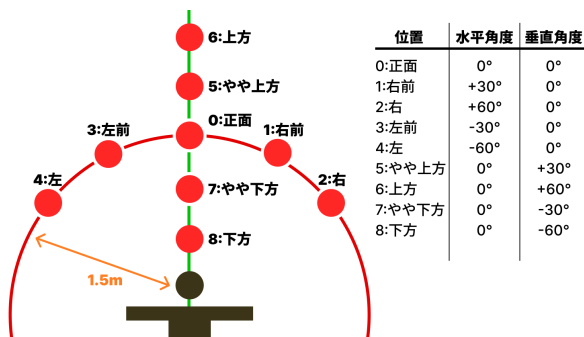 6:上方
5:やや上方
0:正面
3:左前
1:右前
4:左
2:右
7:やや下方
8:下方
1.5m
位置 水平角度 垂直角度
0:正面 0° 0°
1:右前 +30° 0°
2:右 +60° 0°
3:左前 -30° 0°
4:左 -60° 0°
5:やや上方 0° +30°
6:上方 0° +60°
7:やや下方 0° -30°
8:下方 0° -60°